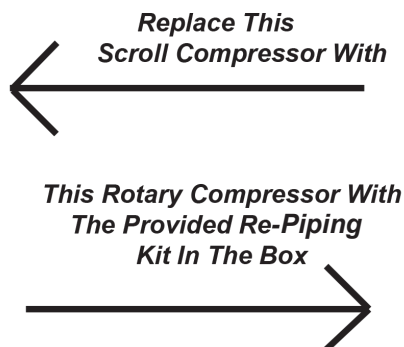 Replace This
Scroll Compressor With
This Rotary Compressor With
The Provided Re-Piping
Kit In The Box